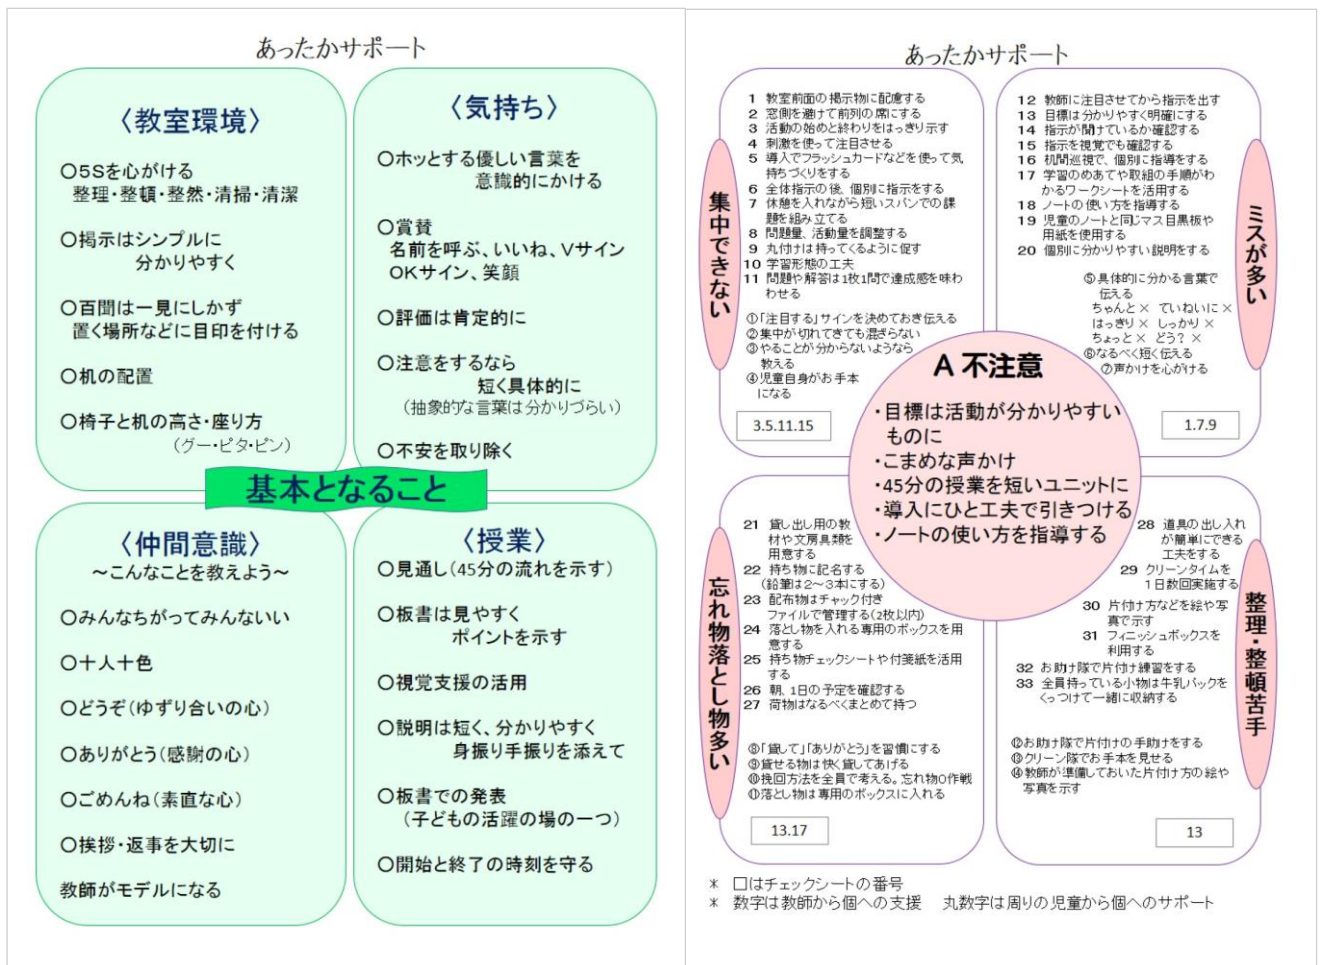 あったかサポート
〈教室環境〉
○5Sを心がける
整理・整頓・整然・清掃・清潔
○掲示はシンプルに
分かりやすく
○百聞は一見にしかず
置く場所などに目印を付ける
○机の配置
○椅子と机の高さ・座り方
（グー・ピタ・ピン）
〈気持ち〉
○ホッとする優しい言葉を
意識的にかける
○賞賛
名前を呼ぶ、いいね、Vサイン
OKサイン、笑顔
○評価は肯定的に
○注意をするなら
短く具体的に
（抽象的な言葉は分かりづらい）
○不安を取り除く
基本となること
〈仲間意識〉
～こんなことを教えよう～
○みんなちがってみんないい
○十人十色
○どうぞ（ゆずり合いの心）
○ありがとう（感謝の心）
○ごめんね（素直な心）
○挨拶・返事を大切に
教師がモデルになる
〈授業〉
○見通し（45分の流れを示す）
○板書は見やすく
ポイントを示す
○視覚支援の活用
○説明は短く、分かりやすく
身振り手振りを添えて
○板書での発表
（子どもの活躍の場の一つ）
○開始と終了の時刻を守る
あったかサポート
集中できない
1 教室前面の掲示物に配慮する
2 窓側を避けて前列の席にする
3 活動の始めと終わりをはっきり示す
4 刺激を使って注目させる
5 導入でフラッシュカードなどを使って気
持ちづくりをする
6 全体指示の後、個別に指示をする
7 休憩を入れながら短いスパンでの課
題を組み立てる
8 問題量、活動量を調整する
9 丸付けは持ってくるように促す
10 学習形態の工夫
11 問題や解答は1枚1問で達成感を味わ
わせる
①「注目する」サインを決めておき伝える
②集中が切れてきても混ぎらない
③やることが分からないようなら
教える
④児童自身がお手本
になる
3.5.11.15
ミスが多い
12 教師に注目させてから指示を出す
13 目標は分かりやすく明確にする
14 指示が聞けているか確認する
15 指示を視覚でも確認する
16 机間巡視で、個別に指導をする
17 学習のめあてや取組の手順がわ
かるワークシートを活用する
18 ノートの使い方を指導する
19 児童のノートと同じマス目黒板や
用紙を使用する
20 個別に分かりやすい説明をする
⑤具体的に分かる言葉で
伝える
ちゃんと× ていねいに×
はっきり× しっかり×
ちょっと× どう？×
⑥なるべく短く伝える
⑦声かけを心がける
1.7.9
A 不注意
・目標は活動が分かりやすい
ものに
・こまめな声かけ
・45分の授業を短いユニットに
・導入にひと工夫で引きつける
・ノートの使い方を指導する
忘れ物落とし物多い
21 貸し出し用の教
材や文房具類を
用意する
22 持ち物に記名する
（鉛筆は2～3本にする）
23 配布物はチャック付き
ファイルで管理する（2枚以内）
24 落とし物を入れる専用のボックスを用
意する
25 持ち物チェックシートや付箋紙を活用
する
26 朝、1日の予定を確認する
27 荷物はなるべくまとめて持つ
⑧「貸して」「ありがとう」を習慣にする
⑨貸せる物は快く貸してあげる
⑩挽回方法を全員で考える。忘れ物0作戦
⑪落とし物は専用のボックスに入れる
13.17
整理・整頓苦手
28 道具の出し入れ
が簡単にできる
工夫をする
29 クリーンタイムを
1日数回実施する
30 片付け方などを絵や写
真で示す
31 フィニッシュボックスを
利用する
32 お助け隊で片付け練習をする
33 全員持っている小物は牛乳パックを
くっつけて一緒に収納する
⑫お助け隊で片付けの手助けをする
⑬クリーン隊でお手本を見せる
⑭教師が準備しておいた片付け方の絵や
写真を示す
13
＊ □はチェックシートの番号
＊ 数字は教師から個への支援 丸数字は周りの児童から個へのサポート